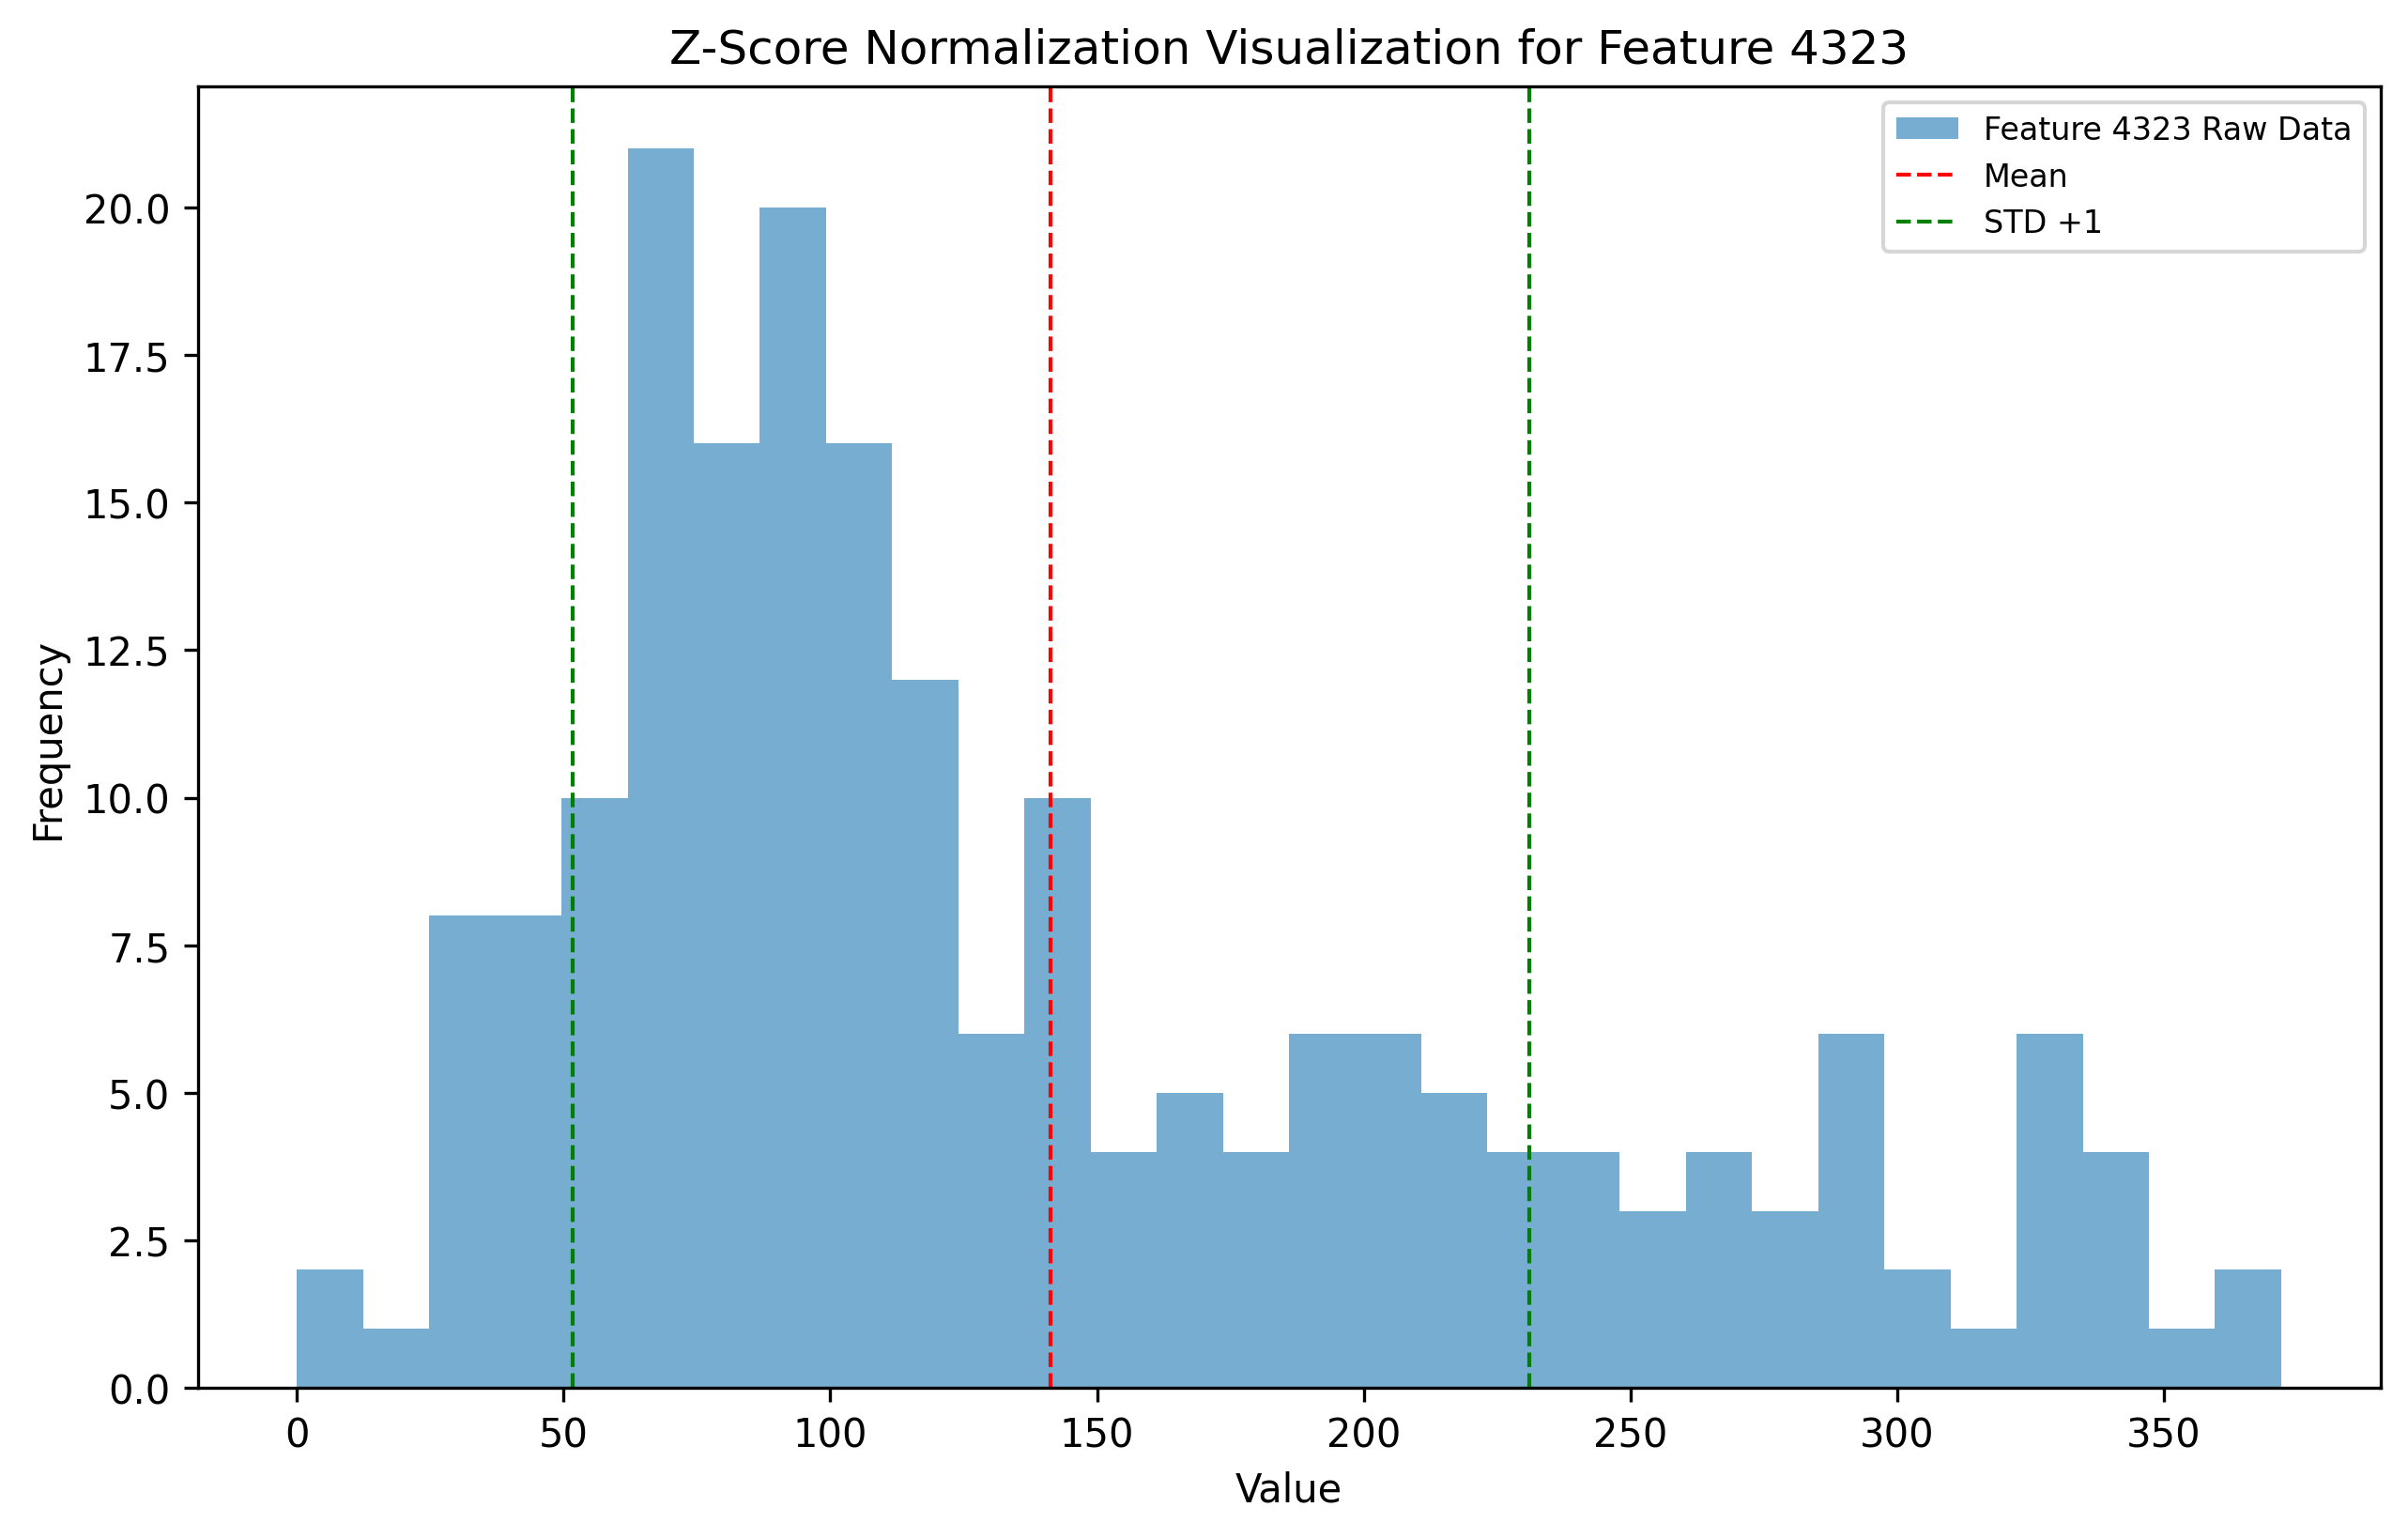 Z-Score Normalization Visualization for Feature 4323
Feature 4323 Raw Data
Mean
STD +1
20.0
17.5
15.0
12.5
10.0
7.5
5.0
2.5
0.0
Frequency
0 50 100 150 200 250 300 350
Value